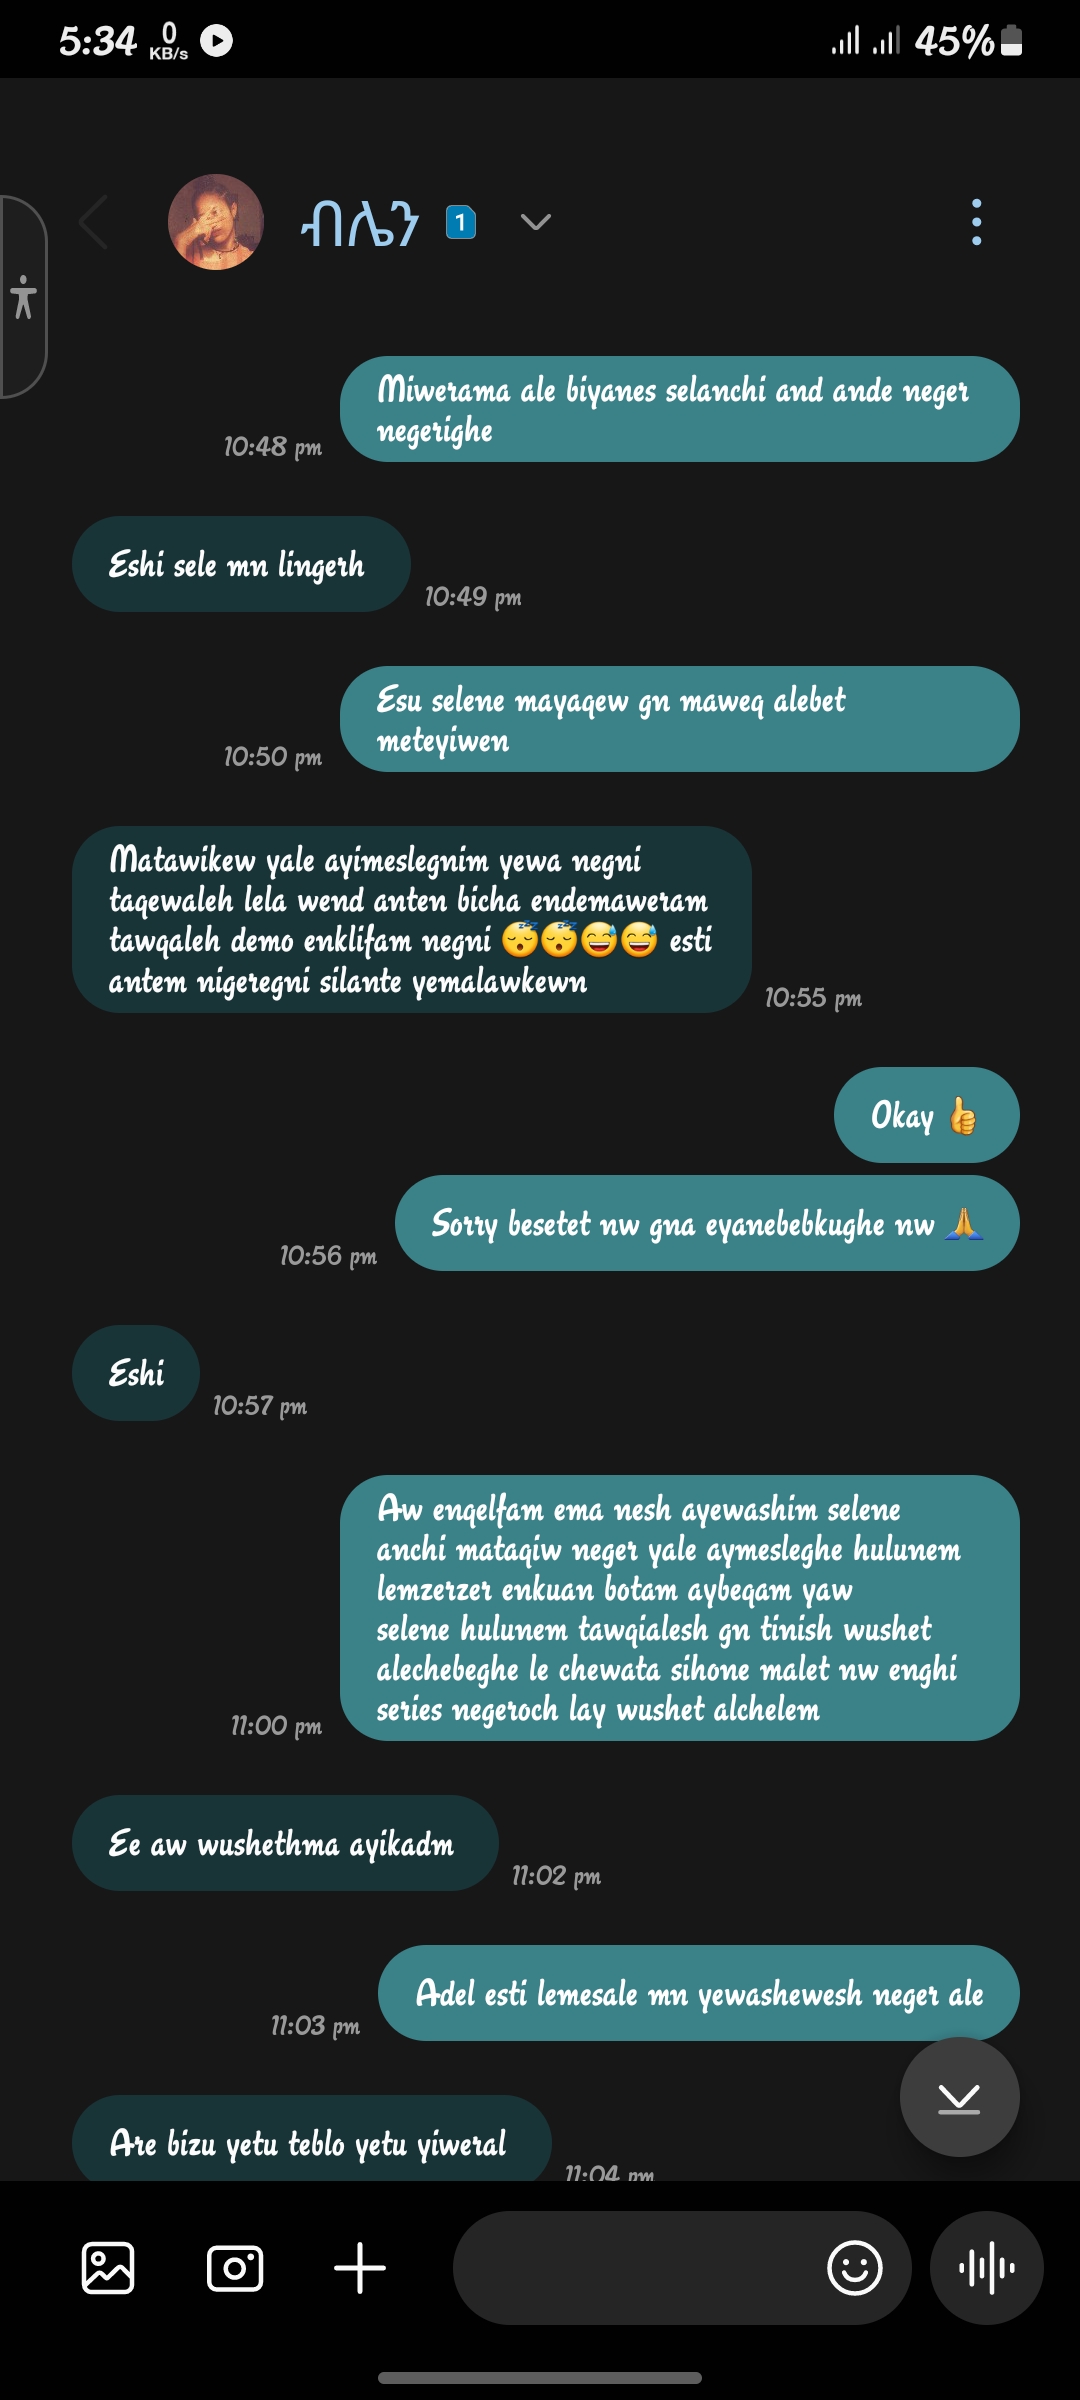 5:34
0
KB/s
45%
ብሌን
1
Miwerama ale biyanes selanchi and ande neger
negerighe
10:48 pm
Eshi sele mn lingerh
10:49 pm
Esu selene mayaqew gn maweq alebet
meteyiwen
10:50 pm
Matawikew yale ayimeslegnim yewa negni
taqewaleh lela wend anten bicha endemaweram
tawqaleh demo enklifam negni 😴😴😅😅 esti
antem nigeregni silante yemalawkewn
10:55 pm
Okay 👍
Sorry besetet nw gna eyanebebkughe nw 🙏
10:56 pm
Eshi
10:57 pm
Aw enqelfam ema nesh ayewashim selene
anchi mataqiw neger yale aymesleghe hulunem
lemzerzer enkuan botam aybeqam yaw
selene hulunem tawqialesh gn tinish wushet
alechebeghe le chewata sihone malet nw enghi
series negeroch lay wushet alchelem
11:00 pm
Ee aw wushethma ayikadm
11:02 pm
Adel esti lemesale mn yewashewesh neger ale
11:03 pm
Are bizu yetu teblo yetu yiweral
11:04 pm